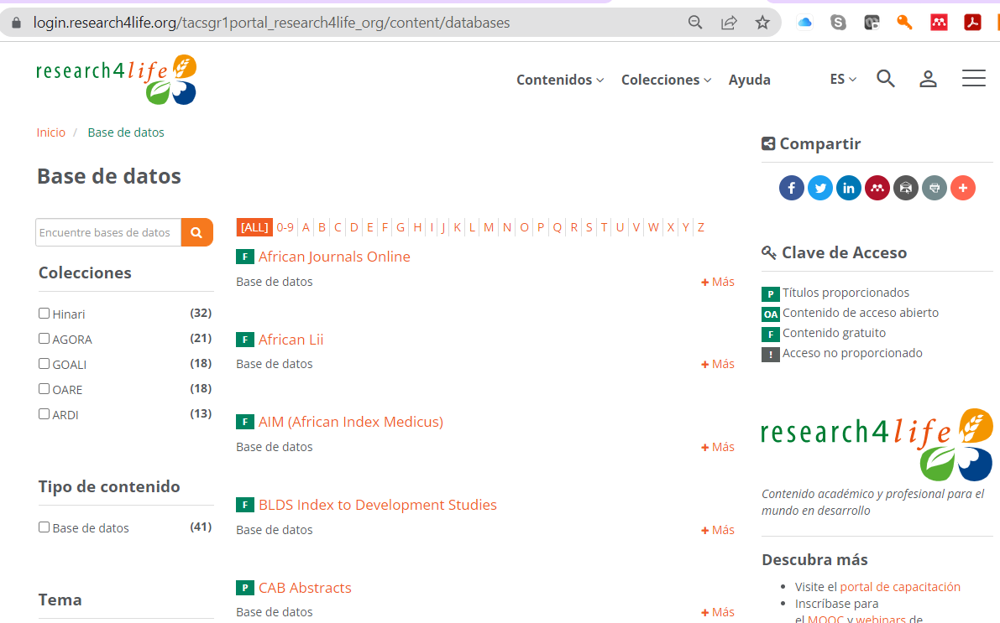 login.research4life.org/tacsgr1portal_research4life_org/content/databases
research4life
Contenidos
Colecciones
Ayuda
ES
Inicio / Base de datos
Base de datos
Encuentre bases de datos
Colecciones
Hinari (32)
AGORA (21)
GOALI (18)
OARE (18)
ARDI (13)
Tipo de contenido
Base de datos (41)
Tema
[ALL] 0-9 A B C D E F G H I J K L M N O P Q R S T U V W X Y Z
F African Journals Online
Base de datos
+ Más
F African Lii
Base de datos
+ Más
F AIM (African Index Medicus)
Base de datos
+ Más
F BLDS Index to Development Studies
Base de datos
+ Más
P CAB Abstracts
Base de datos
+ Más
Compartir
Clave de Acceso
P Títulos proporcionados
OA Contenido de acceso abierto
F Contenido gratuito
! Acceso no proporcionado
research4life
Contenido académico y profesional para el
mundo en desarrollo
Descubra más
Visite el portal de capacitación
Inscríbase para
el MOOC y webinars de